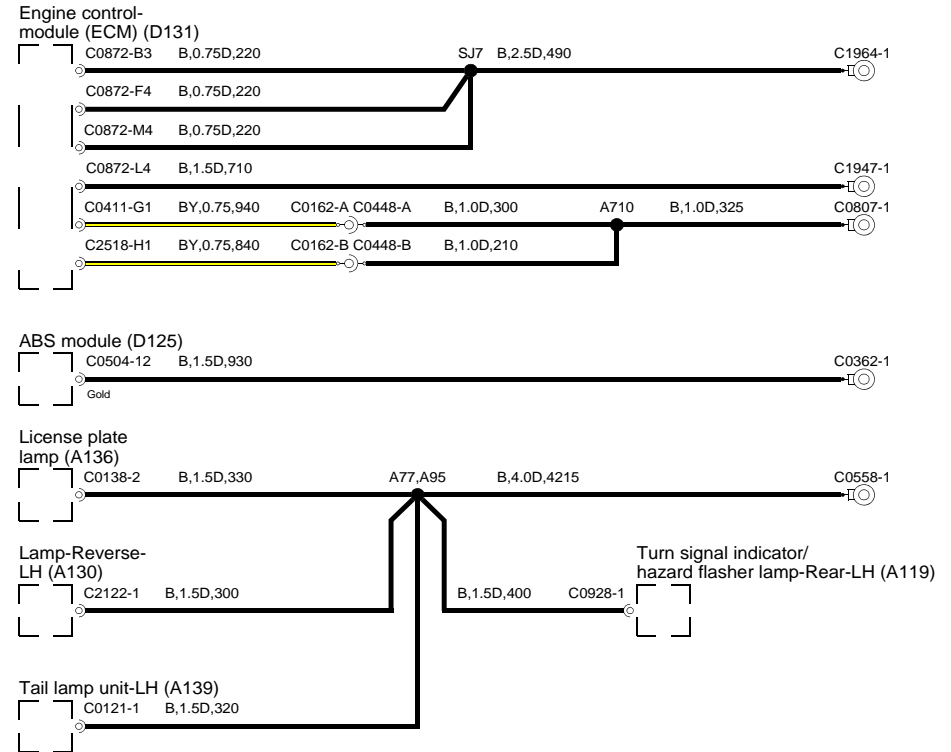 Engine control-
module (ECM) (D131)
C0872-B3 B,0.75D,220 SJ7 B,2.5D,490 C1964-1
C0872-F4 B,0.75D,220
C0872-M4 B,0.75D,220
C0872-L4 B,1.5D,710 C1947-1
C0411-G1 BY,0.75,940 C0162-A C0448-A B,1.0D,300 A710 B,1.0D,325 C0807-1
C2518-H1 BY,0.75,840 C0162-B C0448-B B,1.0D,210
ABS module (D125)
C0504-12 B,1.5D,930 C0362-1
Gold
License plate
lamp (A136)
C0138-2 B,1.5D,330 A77,A95 B,4.0D,4215 C0558-1
Lamp-Reverse-
LH (A130)
Turn signal indicator/
hazard flasher lamp-Rear-LH (A119)
C2122-1 B,1.5D,300 B,1.5D,400 C0928-1
Tail lamp unit-LH (A139)
C0121-1 B,1.5D,320